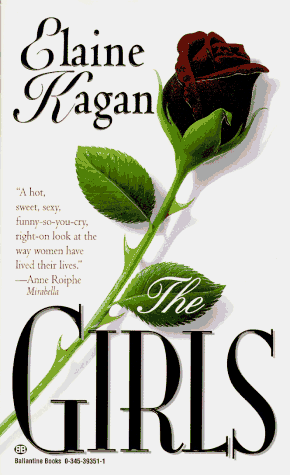 Elaine
Kagan
"A hot,
sweet, sexy,
funny-so-you-cry,
right-on look at the
way women have
lived their lives."
—Anne Roiphe
Mirabella
The
GIRLS
BB
Ballantine Books 0-345-39351-1